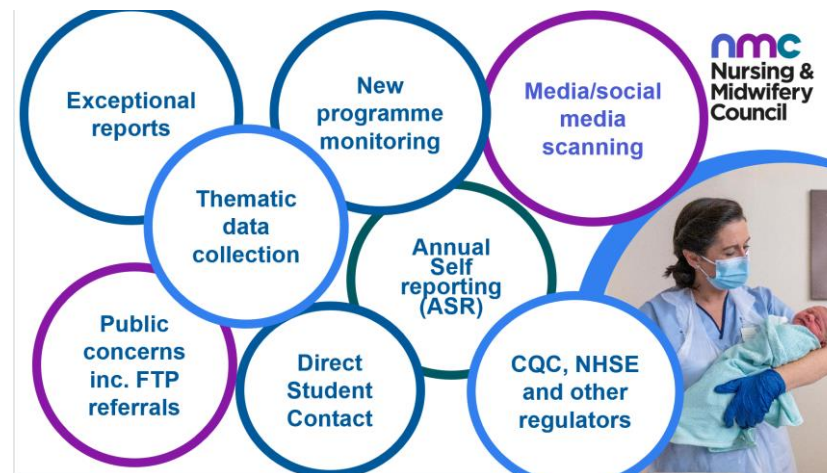 Exceptional
reports
New
programme
monitoring
Media/social
media
scanning
nmc
Nursing &
Midwifery
Council
Thematic
data
collection
Annual
Self
reporting
(ASR)
Public
concerns
inc. FTP
referrals
Direct
Student
Contact
CQC, NHSE
and other
regulators